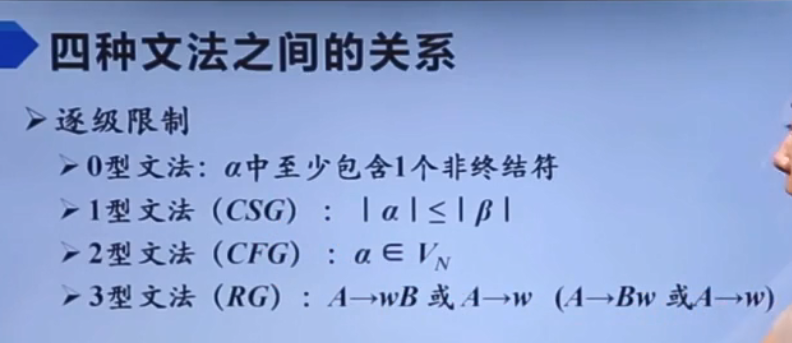 四种文法之间的关系
➢逐级限制
➢0型文法：α中至少包含1个非终结符
➢1型文法（CSG）：|α|≤|β|
➢2型文法（CFG）：α∈V_N
➢3型文法（RG）：A→wB 或 A→w (A→Bw 或A→w)